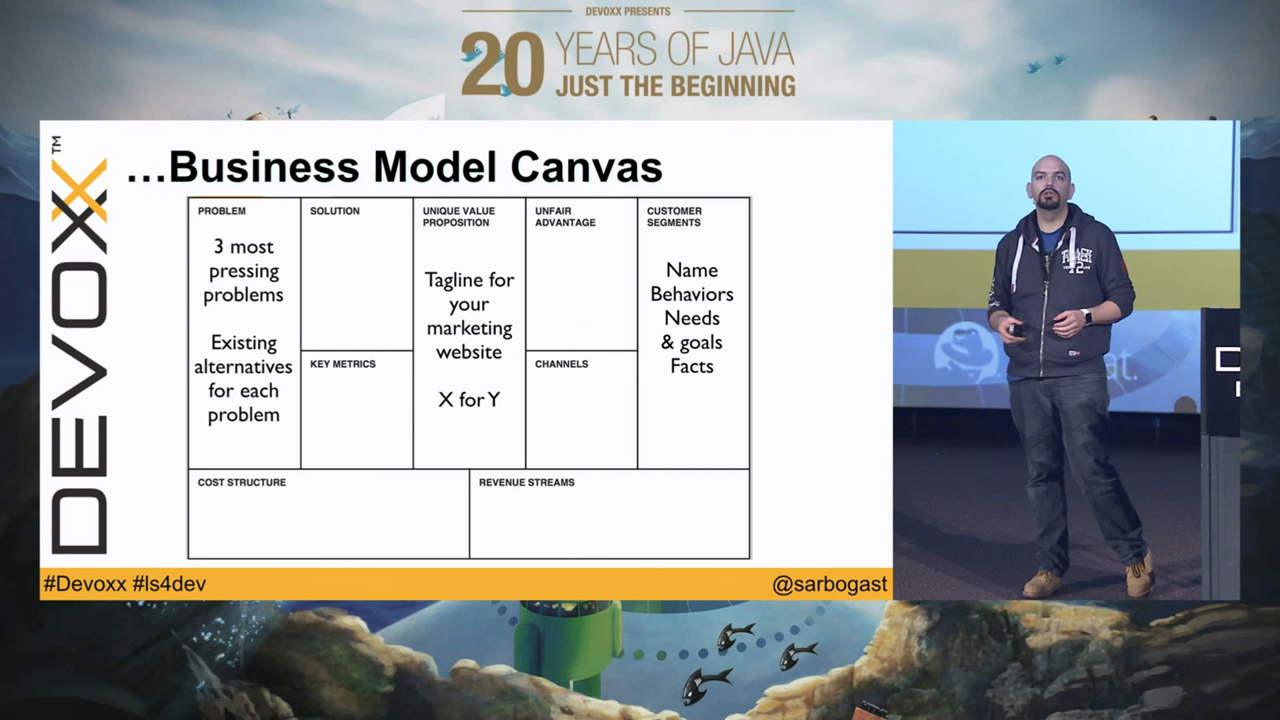 DEVOXX PRESENTS
20 YEARS OF JAVA
JUST THE BEGINNING
DEVOXX™
...Business Model Canvas
PROBLEM
3 most
pressing
problems
Existing
alternatives
for each
problem
SOLUTION
KEY METRICS
UNIQUE VALUE
PROPOSITION
Tagline for
your
marketing
website
X for Y
UNFAIR
ADVANTAGE
CHANNELS
CUSTOMER
SEGMENTS
Name
Behaviors
Needs
& goals
Facts
COST STRUCTURE
REVENUE STREAMS
#Devoxx #ls4dev
@sarbogast